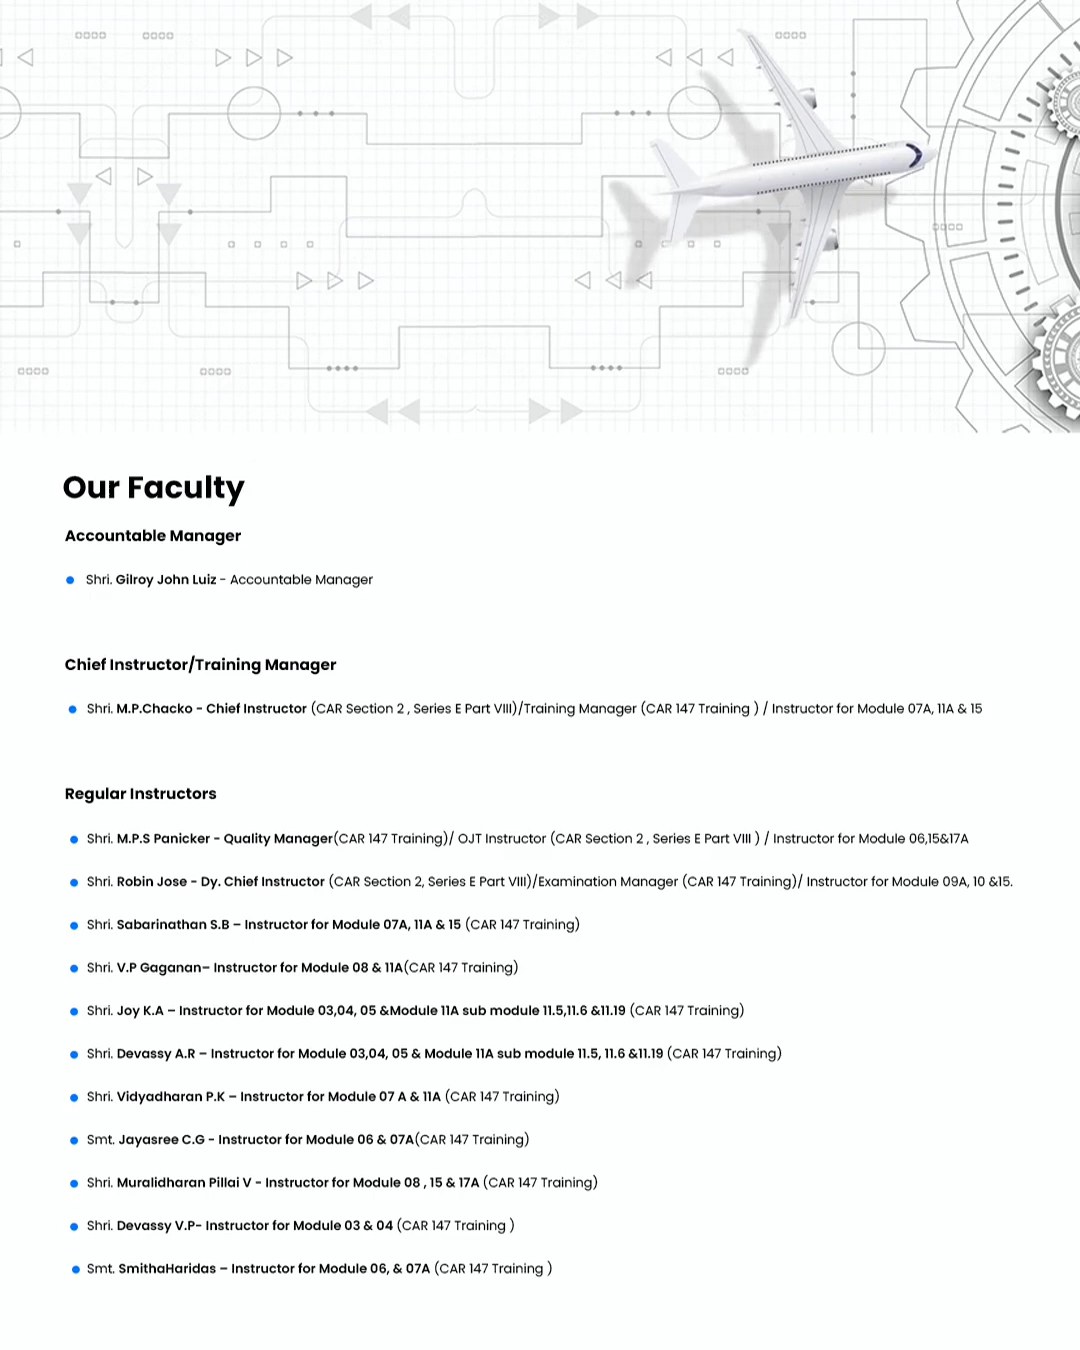 Our Faculty
Accountable Manager
Shri. Gilroy John Luiz - Accountable Manager
Chief Instructor/Training Manager
Shri. M.P.Chacko - Chief Instructor (CAR Section 2 , Series E Part VIII)/Training Manager (CAR 147 Training ) / Instructor for Module 07A, 11A & 15
Regular Instructors
Shri. M.P.S Panicker - Quality Manager(CAR 147 Training)/ OJT Instructor (CAR Section 2 , Series E Part VIII ) / Instructor for Module 06,15&17A
Shri. Robin Jose - Dy. Chief Instructor (CAR Section 2, Series E Part VIII)/Examination Manager (CAR 147 Training)/ Instructor for Module 09A, 10 &15.
Shri. Sabarinathan S.B – Instructor for Module 07A, 11A & 15 (CAR 147 Training)
Shri. V.P Gaganan– Instructor for Module 08 & 11A(CAR 147 Training)
Shri. Joy K.A – Instructor for Module 03,04, 05 &Module 11A sub module 11.5,11.6 &11.19 (CAR 147 Training)
Shri. Devassy A.R – Instructor for Module 03,04, 05 & Module 11A sub module 11.5, 11.6 &11.19 (CAR 147 Training)
Shri. Vidyadharan P.K – Instructor for Module 07 A & 11A (CAR 147 Training)
Smt. Jayasree C.G - Instructor for Module 06 & 07A(CAR 147 Training)
Shri. Muralidharan Pillai V - Instructor for Module 08 , 15 & 17A (CAR 147 Training)
Shri. Devassy V.P- Instructor for Module 03 & 04 (CAR 147 Training )
Smt. SmithaHaridas – Instructor for Module 06, & 07A (CAR 147 Training )